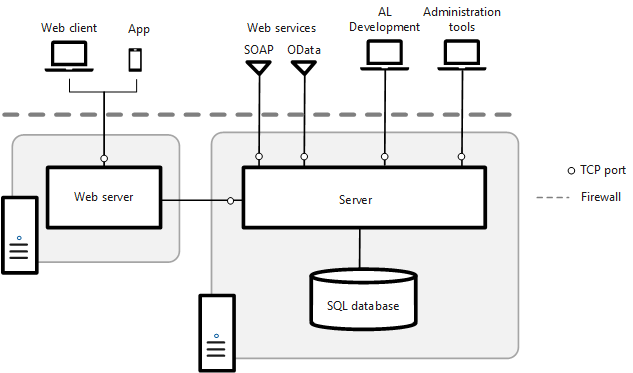 Web client
App
Web services
SOAP
OData
AL
Development
Administration
tools
Web server
Server
SQL database
TCP port
Firewall